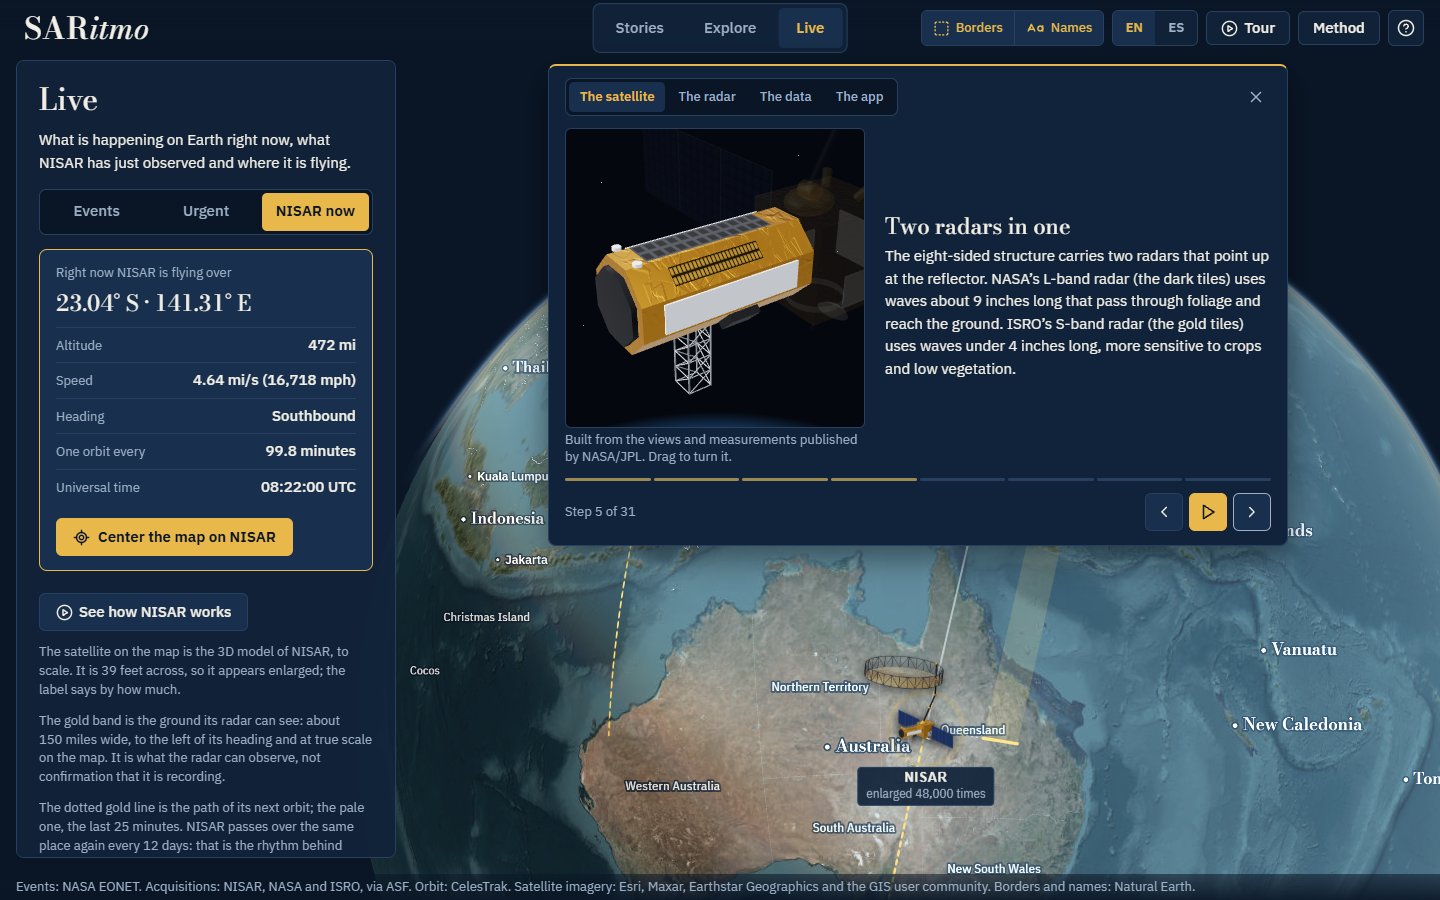 SARitmo
Stories
Explore
Live
Borders
Aa Names
EN
ES
Tour
Method
Live
What is happening on Earth right now, what
NISAR has just observed and where it is flying.
Events
Urgent
NISAR now
Right now NISAR is flying over
23.04° S · 141.31° E
Altitude
472 mi
Speed
4.64 mi/s (16,718 mph)
Heading
Southbound
One orbit every
99.8 minutes
Universal time
08:22:00 UTC
Center the map on NISAR
See how NISAR works
The satellite on the map is the 3D model of NISAR, to
scale. It is 39 feet across, so it appears enlarged; the
label says by how much.
The gold band is the ground its radar can see: about
150 miles wide, to the left of its heading and at true scale
on the map. It is what the radar can observe, not
confirmation that it is recording.
The dotted gold line is the path of its next orbit; the pale
one, the last 25 minutes. NISAR passes over the same
place again every 12 days: that is the rhythm behind
The satellite
The radar
The data
The app
Two radars in one
The eight-sided structure carries two radars that point up
at the reflector. NASA’s L-band radar (the dark tiles) uses
waves about 9 inches long that pass through foliage and
reach the ground. ISRO’s S-band radar (the gold tiles)
uses waves under 4 inches long, more sensitive to crops
and low vegetation.
Built from the views and measurements published
by NASA/JPL. Drag to turn it.
Step 5 of 31
Thail
Kuala Lumpu
Indonesia
Jakarta
Christmas Island
Cocos
nds
Vanuatu
New Caledonia
Ton
Northern Territory
Queensland
Australia
Western Australia
NISAR
enlarged 48,000 times
South Australia
New South Wales
Events: NASA EONET. Acquisitions: NISAR, NASA and ISRO, via ASF. Orbit: CelesTrak. Satellite imagery: Esri, Maxar, Earthstar Geographics and the GIS user community. Borders and names: Natural Earth.